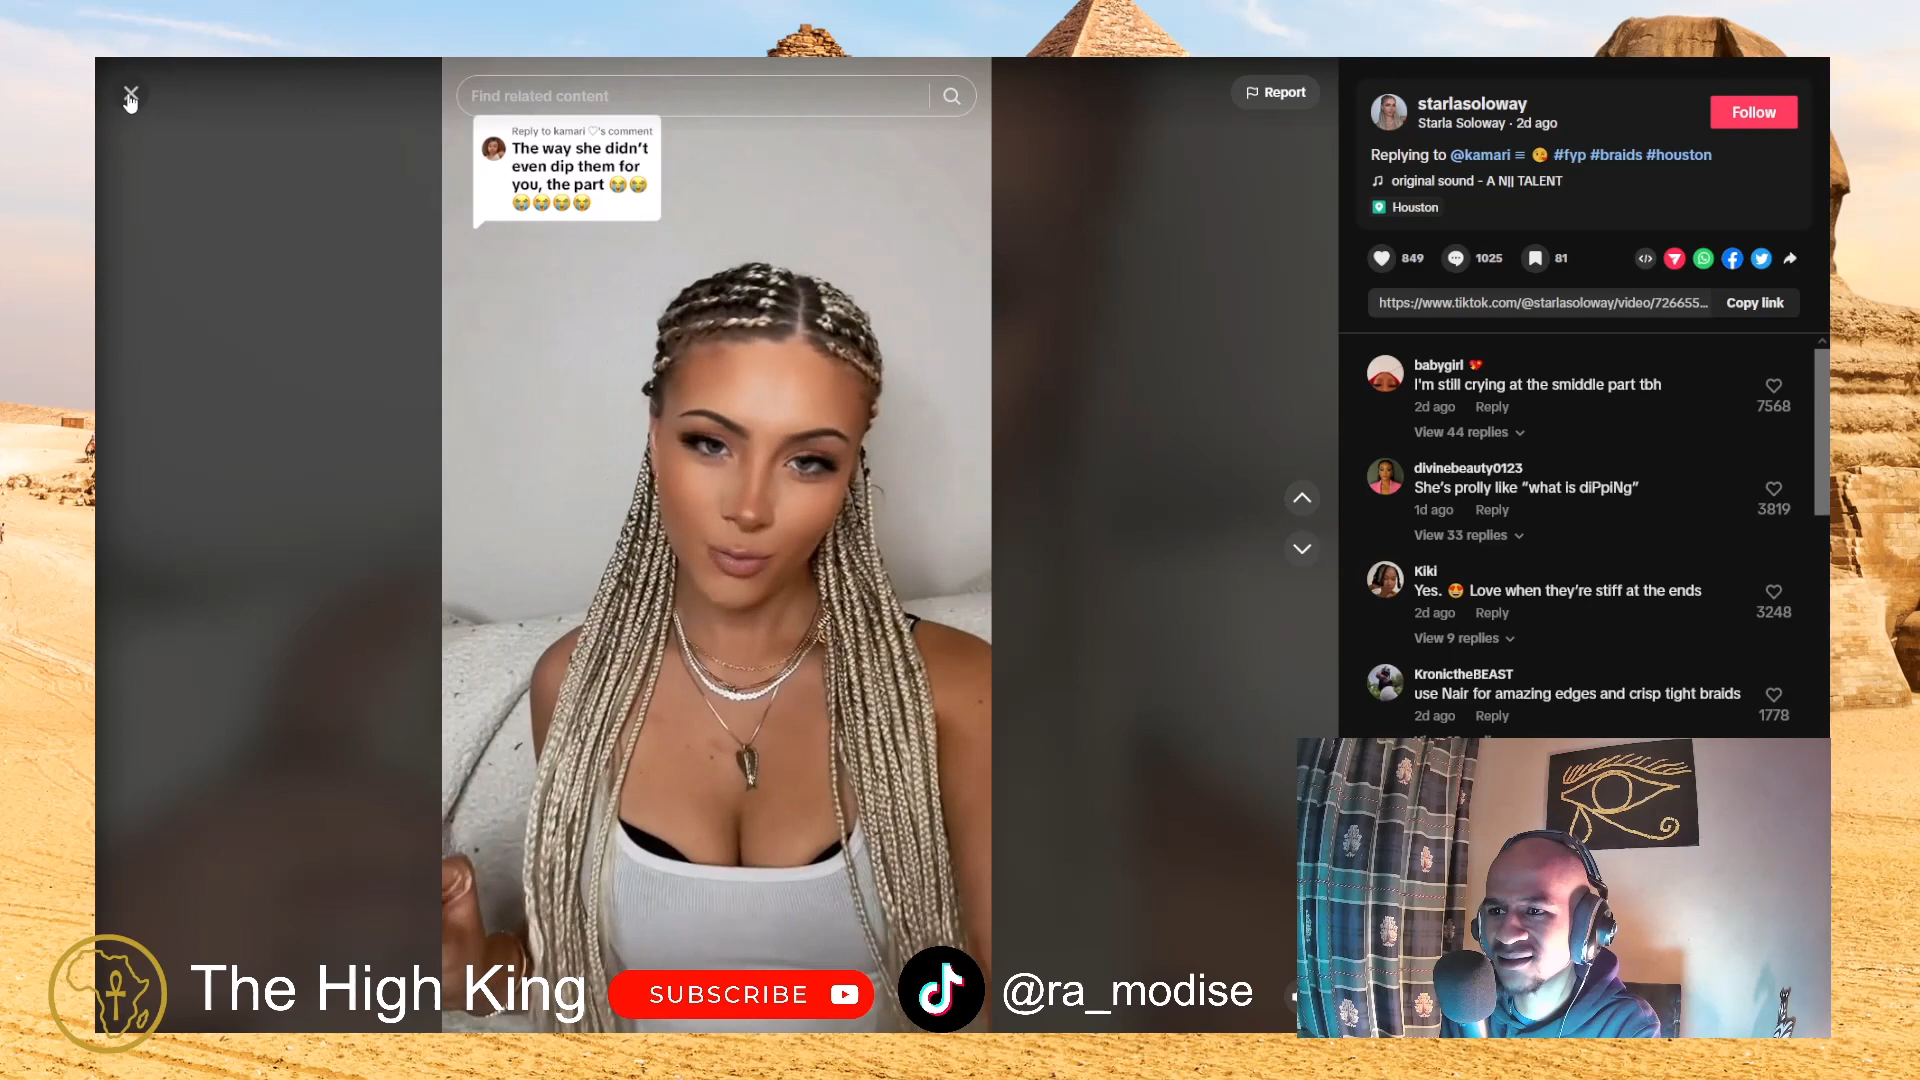 Find related content
Report
Reply to kamari ♡'s comment
The way she didn't
even dip them for
you, the part 😭😭
😭😭😭😭
starlasoloway
Starla Soloway · 2d ago
Follow
Replying to @kamari = 😘 #fyp #braids #houston
original sound - A N|| TALENT
Houston
849
1025
81
https://www.tiktok.com/@starlasoloway/video/726655...
Copy link
babygirl 💖
I'm still crying at the smiddle part tbh
7568
2d ago Reply
View 44 replies
divinebeauty0123
She's prolly like "what is diPpiNg"
3819
1d ago Reply
View 33 replies
Kiki
Yes. 😍 Love when they're stiff at the ends
3248
2d ago Reply
View 9 replies
KronictheBEAST
use Nair for amazing edges and crisp tight braids
1778
2d ago Reply
The High King
SUBSCRIBE
@ra_modise